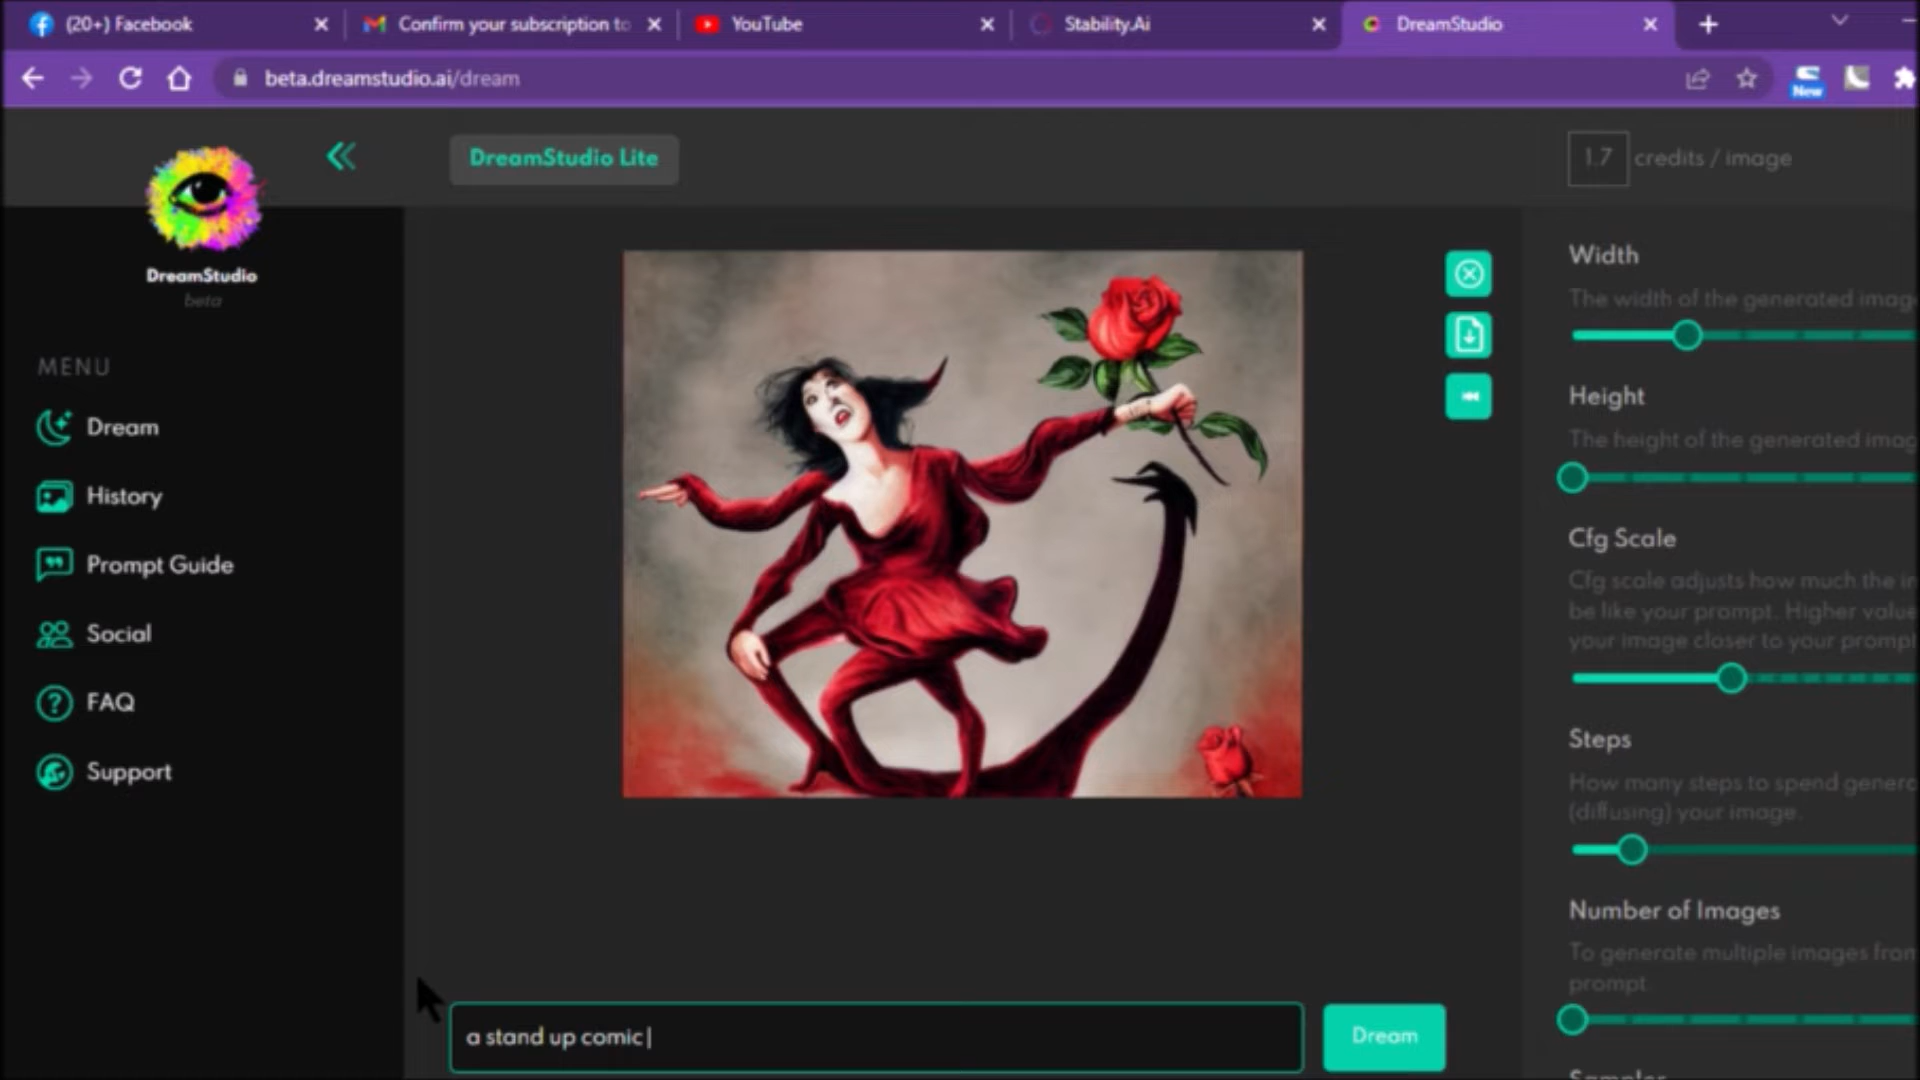 (20+) Facebook
Confirm your subscription to
YouTube
Stability.Ai
DreamStudio
beta.dreamstudio.ai/dream
New
DreamStudio Lite
1.7 credits / image
DreamStudio
beta
MENU
Dream
History
Prompt Guide
Social
FAQ
Support
Width
The width of the generated imag
Height
The height of the generated imag
Cfg Scale
Cfg scale adjusts how much the i
be like your prompt. Higher value
your image closer to your prompt
Steps
How many steps to spend genera
(diffusing) your image.
Number of Images
To generate multiple images from
prompt.
Sampler
a stand up comic
Dream